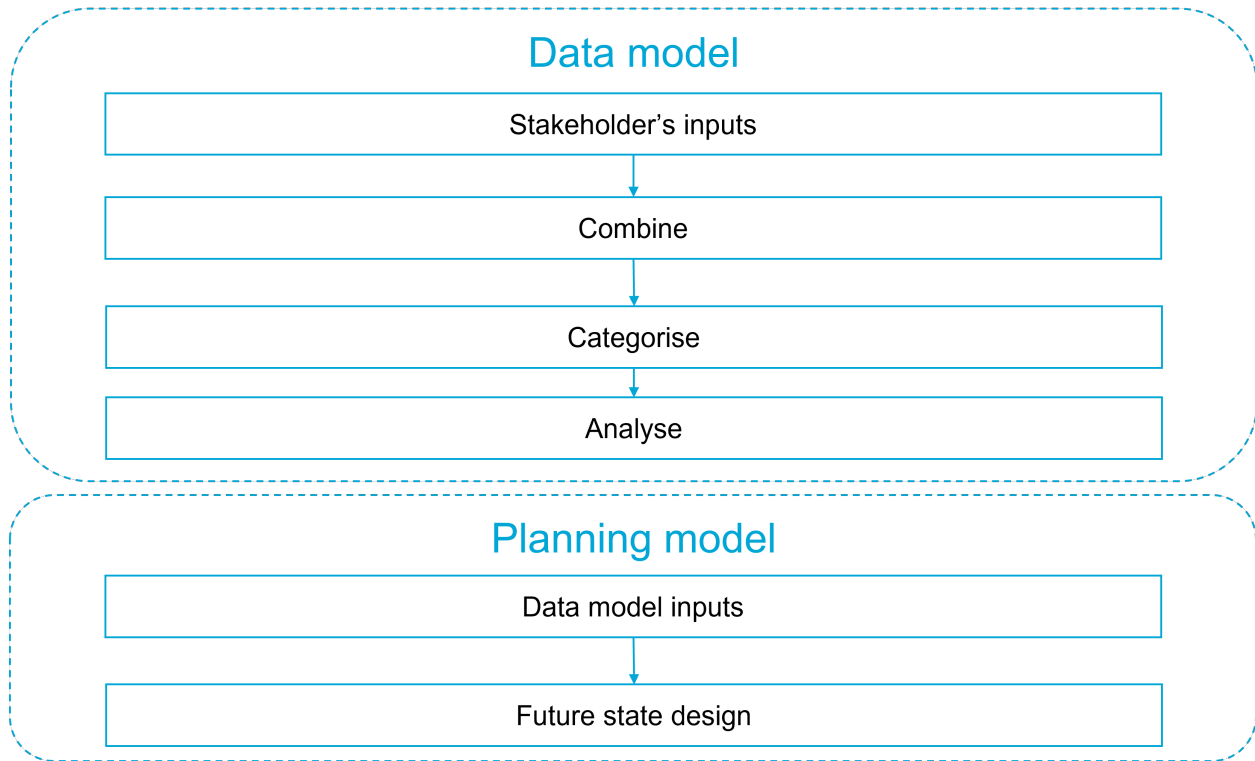 Data model
Stakeholder’s inputs
Combine
Categorise
Analyse
Planning model
Data model inputs
Future state design